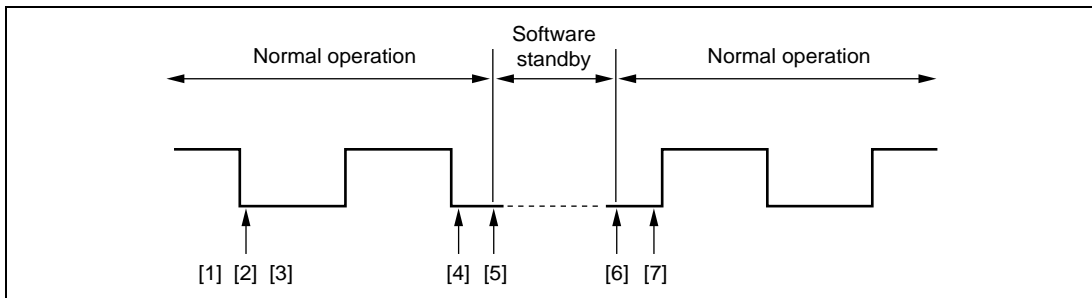 Software
standby
Normal operation
Normal operation
[1] [2] [3] [4] [5] [6] [7]